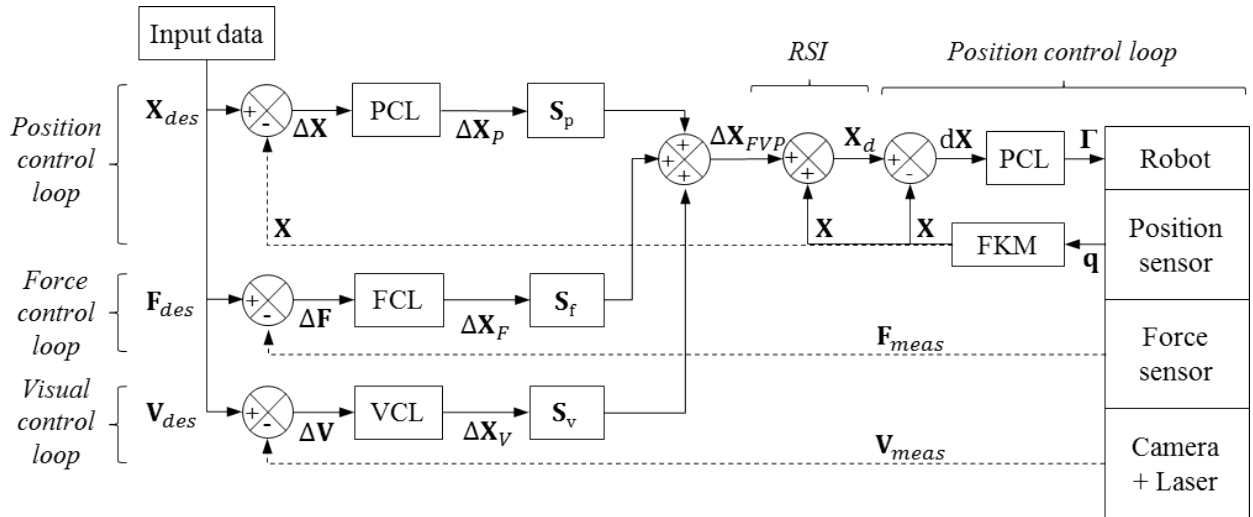 Input data
RSI
Position control loop
Position
control
loop
X_des
+
-
ΔX
PCL
ΔX_P
S_p
+
+
+
ΔX_FVP
+
+
X_d
+
-
dX
PCL
Γ
Robot
X
X
X
FKM
q
Position
sensor
Force
control
loop
F_des
+
-
ΔF
FCL
ΔX_F
S_f
F_meas
Force
sensor
Visual
control
loop
V_des
+
-
ΔV
VCL
ΔX_V
S_v
V_meas
Camera
+ Laser